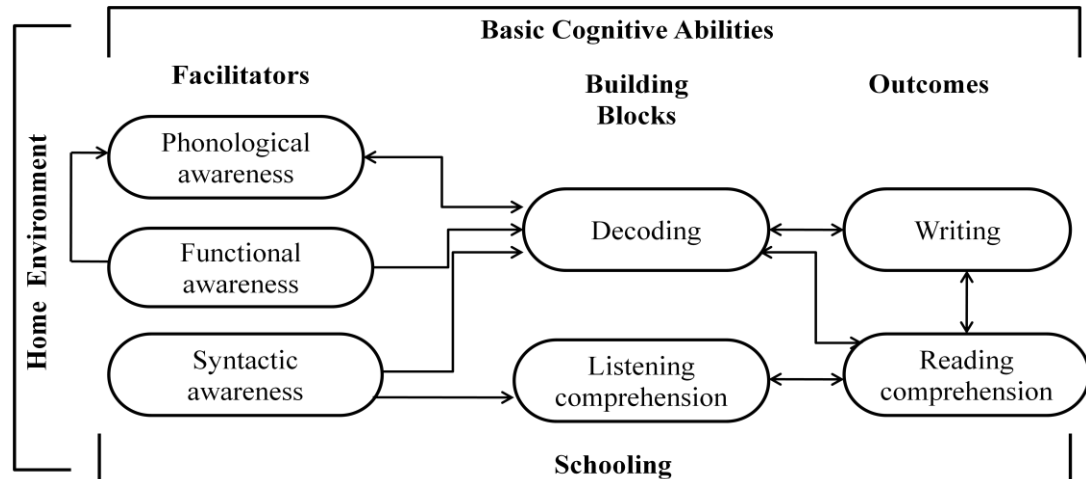 Basic Cognitive Abilities
Home Environment
Facilitators
Building
Blocks
Outcomes
Phonological
awareness
Functional
awareness
Syntactic
awareness
Decoding
Listening
comprehension
Writing
Reading
comprehension
Schooling